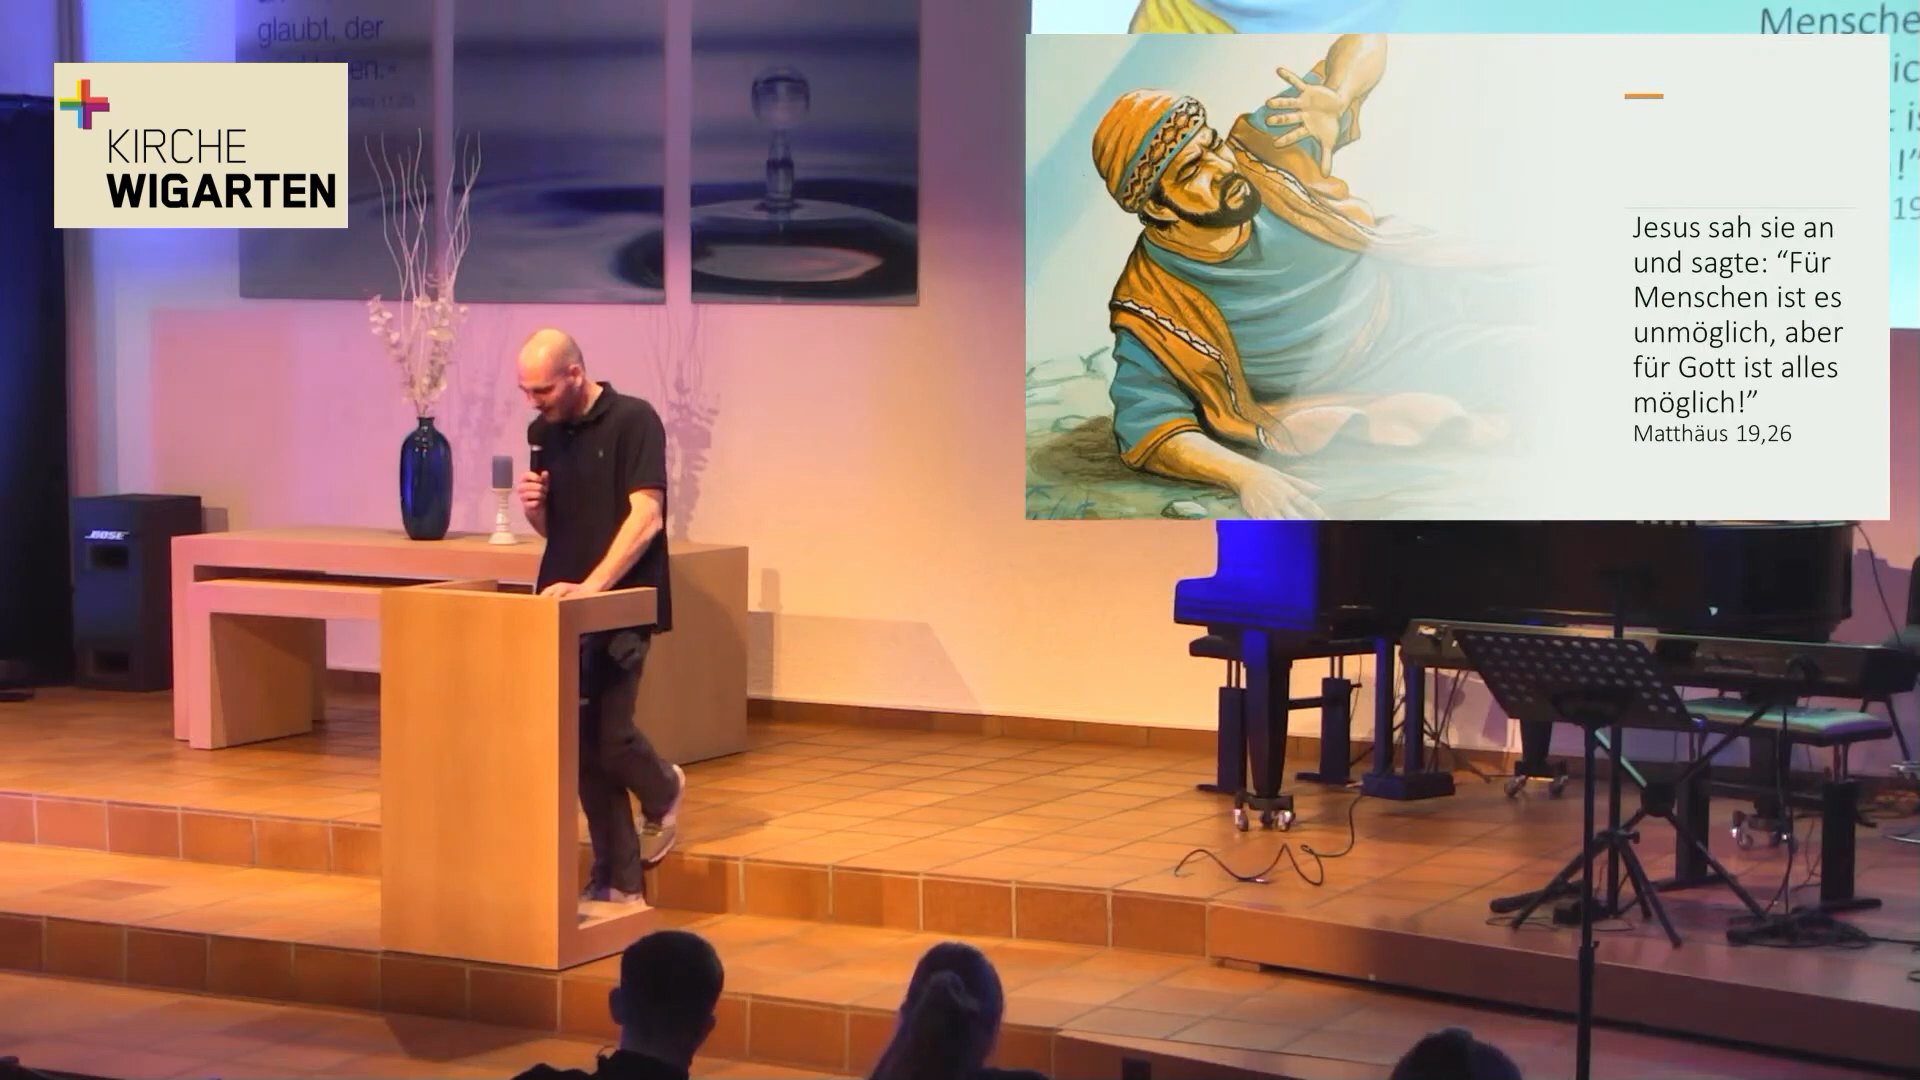 glaubt, der
KIRCHE
WIGARTEN
BOSE
Jesus sah sie an
und sagte: “Für
Menschen ist es
unmöglich, aber
für Gott ist alles
möglich!”
Matthäus 19,26